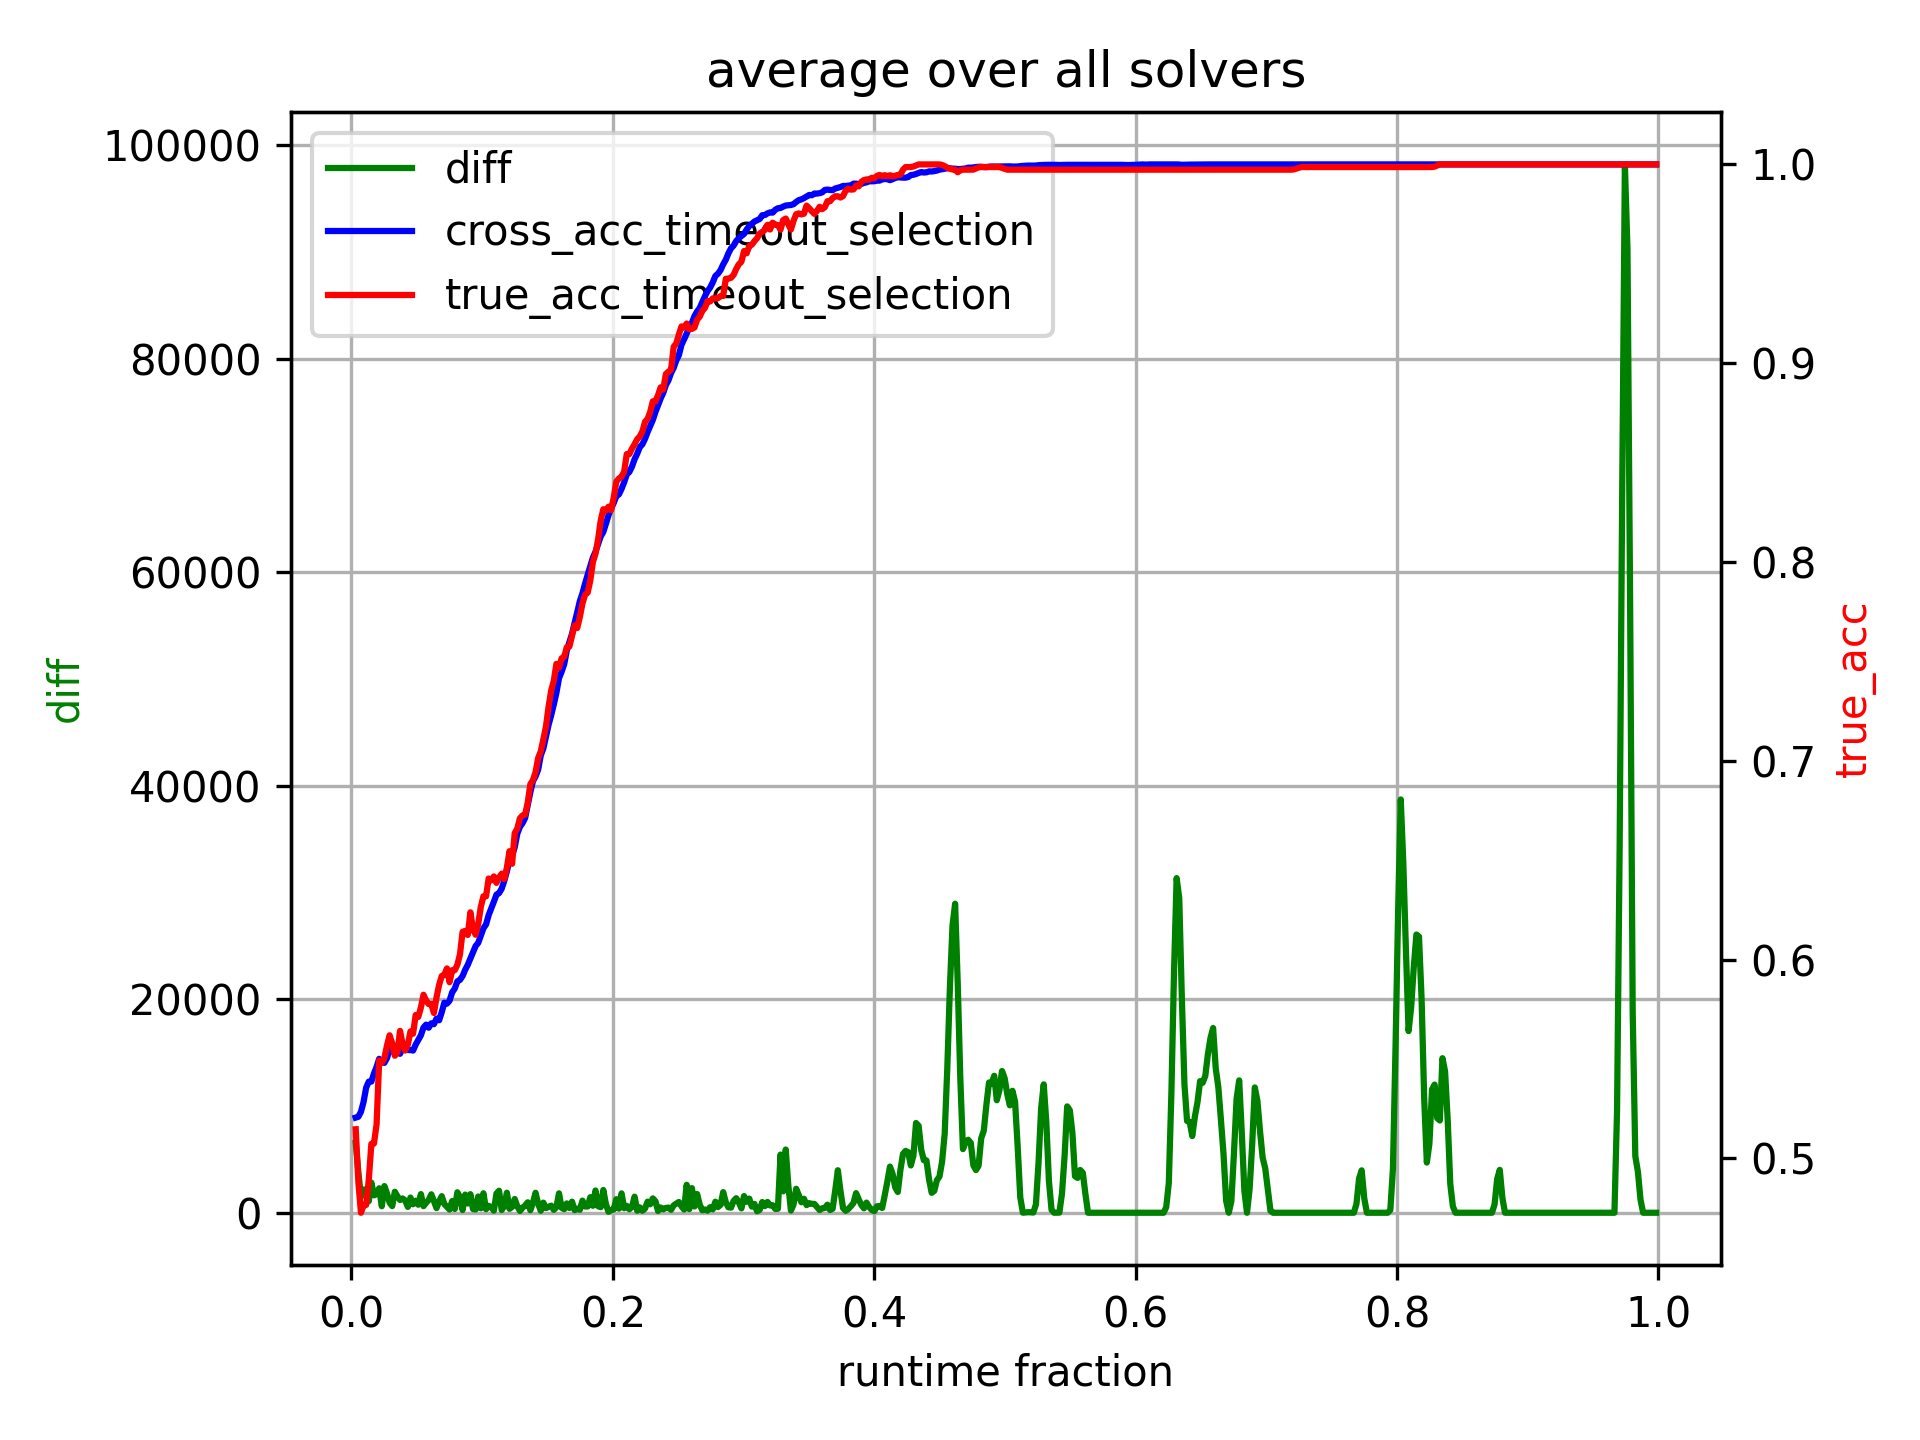 average over all solvers
diff
cross_acc_timeout_selection
true_acc_timeout_selection
100000
80000
60000
40000
20000
0
diff
1.0
0.9
0.8
0.7
0.6
0.5
true_acc
0.0 0.2 0.4 0.6 0.8 1.0
runtime fraction